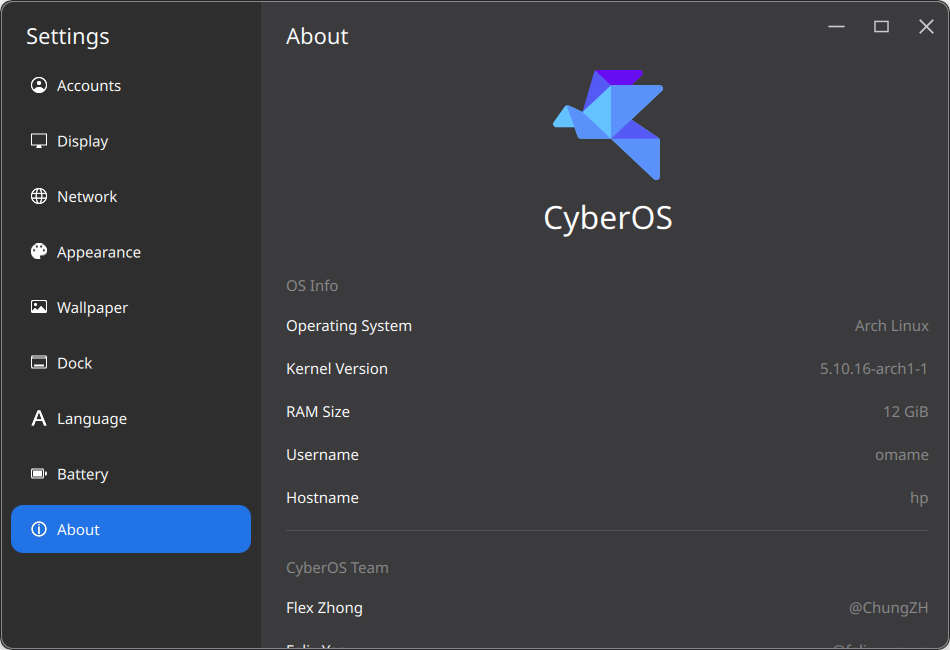 Settings
Accounts
Display
Network
Appearance
Wallpaper
Dock
Language
Battery
About
About
CyberOS
OS Info
Operating System Arch Linux
Kernel Version 5.10.16-arch1-1
RAM Size 12 GiB
Username omame
Hostname hp
CyberOS Team
Flex Zhong @ChungZH